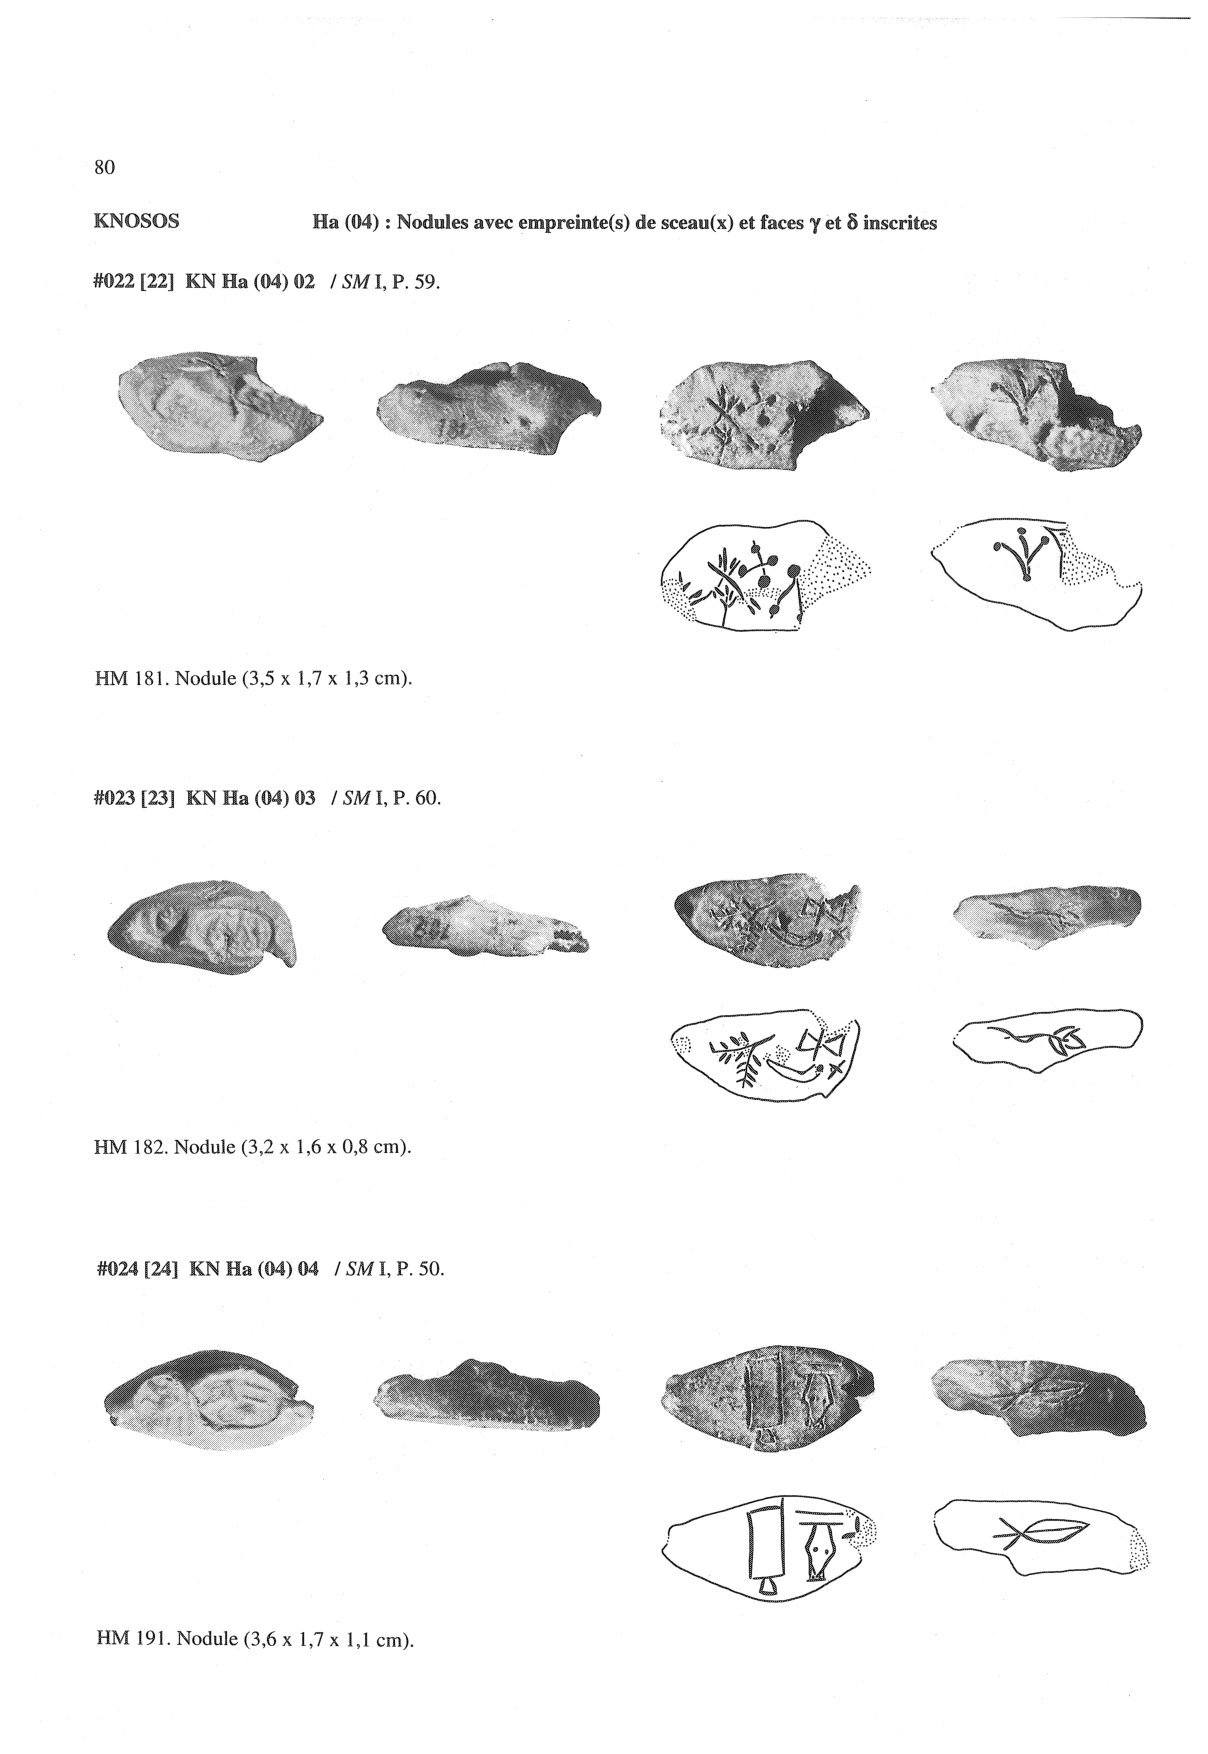 80
KNOSOS Ha (04) : Nodules avec empreinte(s) de sceau(x) et faces γ et δ inscrites
#022 [22] KN Ha (04) 02 / SM I, P. 59.
HM 181. Nodule (3,5 x 1,7 x 1,3 cm).
#023 [23] KN Ha (04) 03 / SM I, P. 60.
HM 182. Nodule (3,2 x 1,6 x 0,8 cm).
#024 [24] KN Ha (04) 04 / SM I, P. 50.
HM 191. Nodule (3,6 x 1,7 x 1,1 cm).